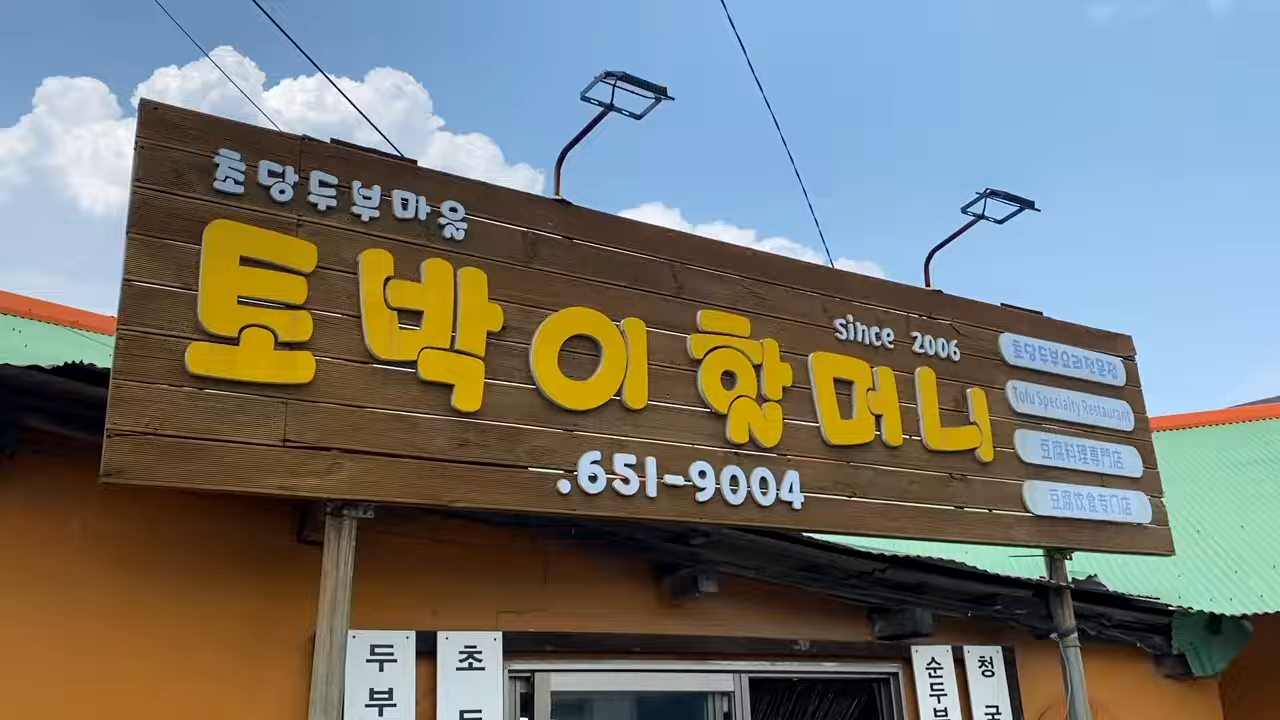 초당두부마을
토박이할머니
since 2006
.651-9004
초당두부요리전문점
Tofu Specialty Restaurant
豆腐料理専門店
豆腐饮食专门店
두부
초
순두부
청국